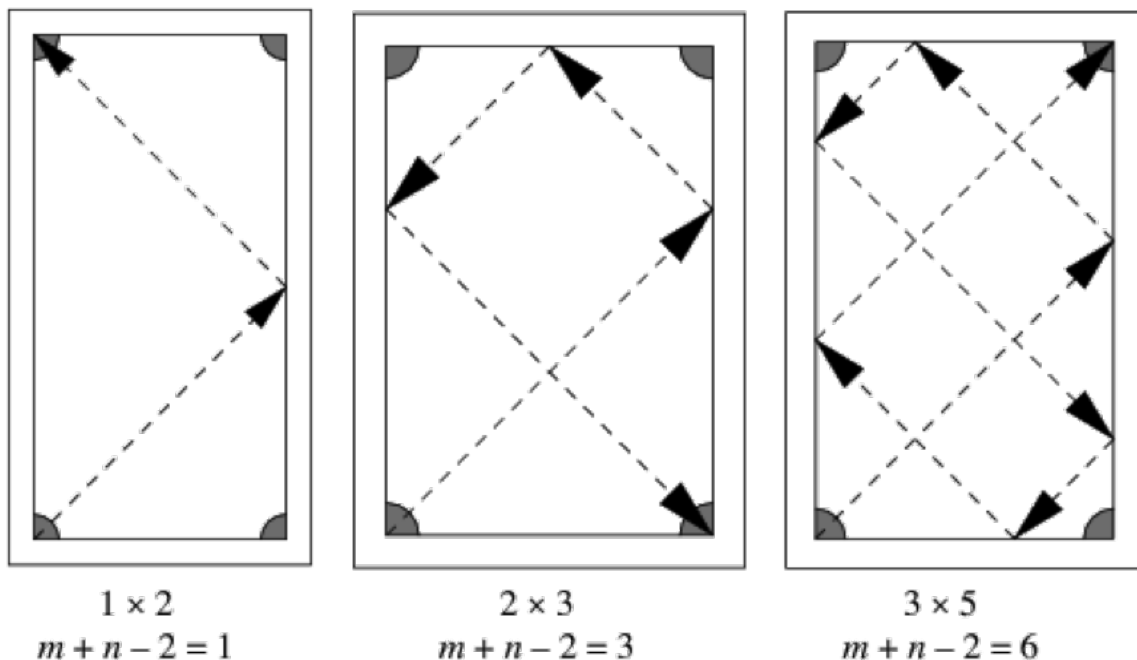 1 × 2
m + n − 2 = 1
2 × 3
m + n − 2 = 3
3 × 5
m + n − 2 = 6